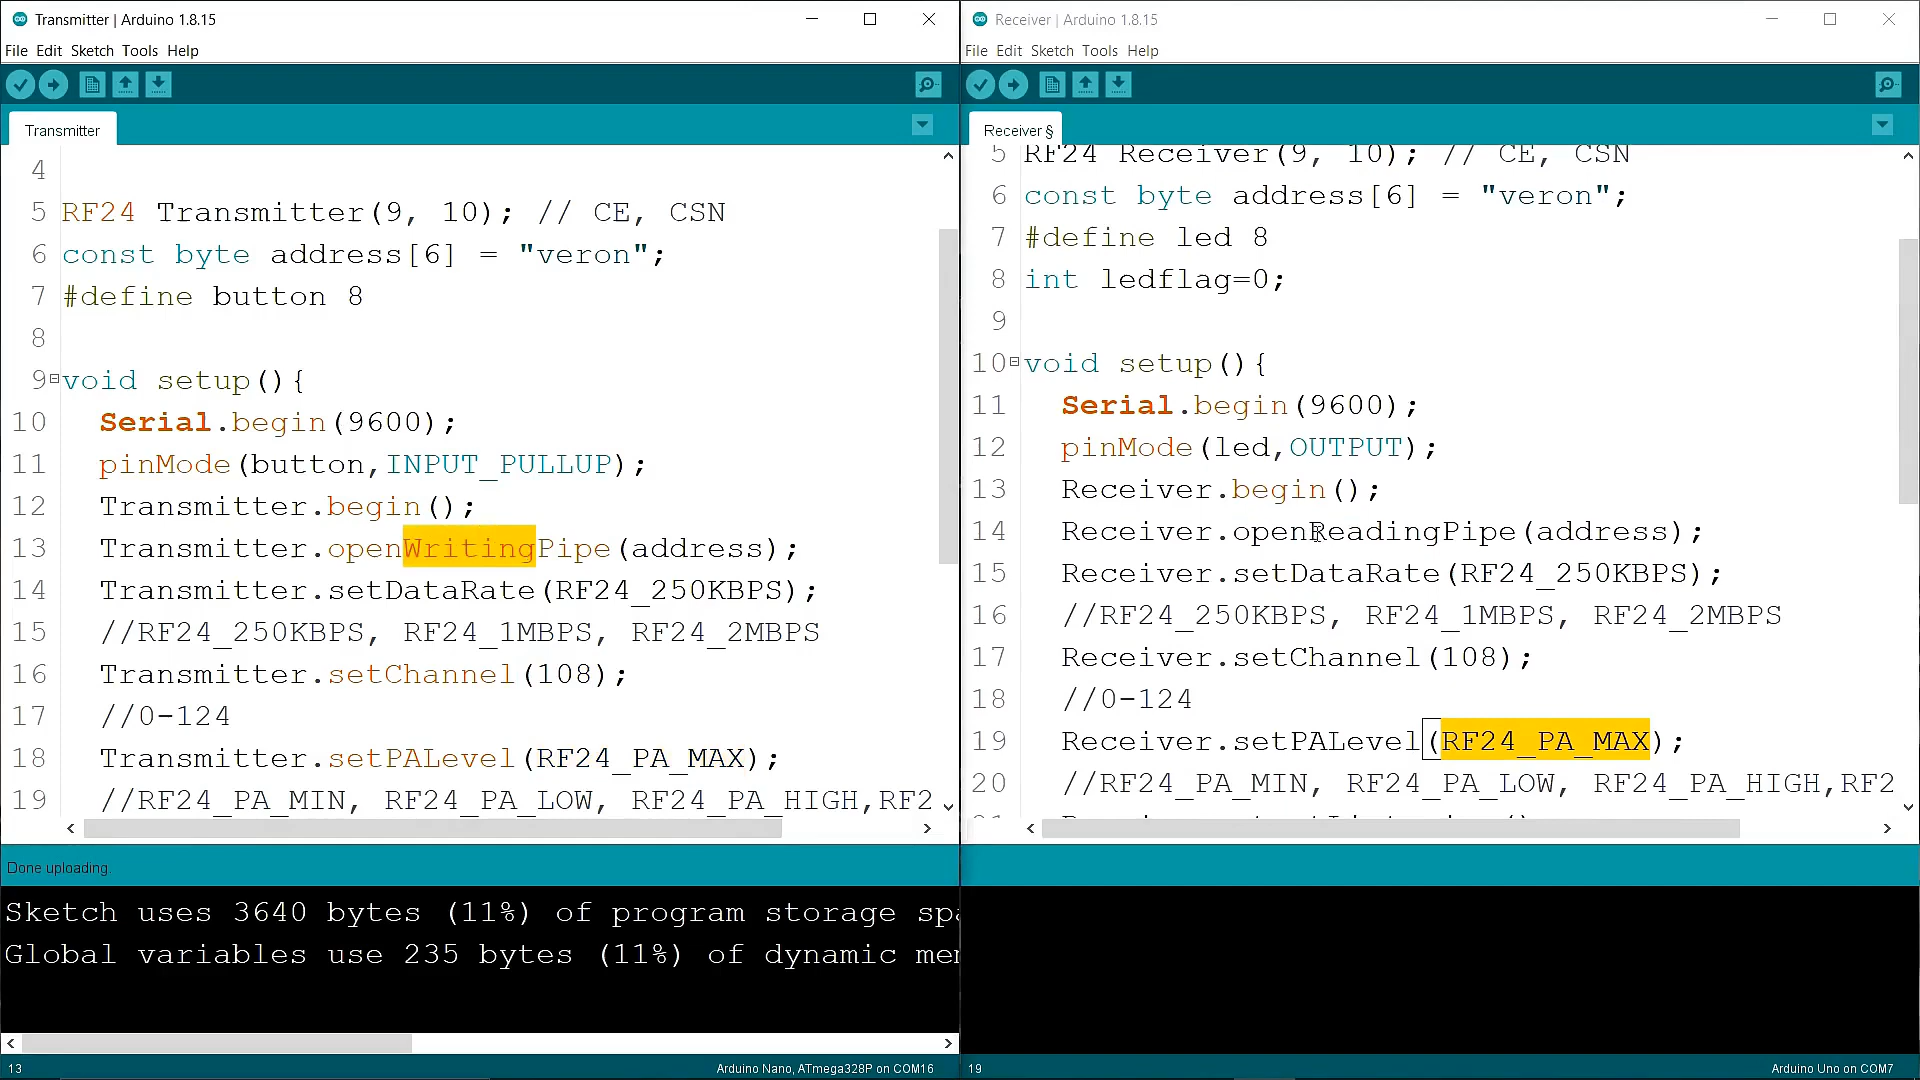 Transmitter | Arduino 1.8.15
File Edit Sketch Tools Help
Transmitter
4
5 RF24 Transmitter(9, 10); // CE, CSN
6 const byte address[6] = "veron";
7 #define button 8
8
9 void setup(){
10 Serial.begin(9600);
11 pinMode(button,INPUT_PULLUP);
12 Transmitter.begin();
13 Transmitter.openWritingPipe(address);
14 Transmitter.setDataRate(RF24_250KBPS);
15 //RF24_250KBPS, RF24_1MBPS, RF24_2MBPS
16 Transmitter.setChannel(108);
17 //0-124
18 Transmitter.setPALevel(RF24_PA_MAX);
19 //RF24_PA_MIN, RF24_PA_LOW, RF24_PA_HIGH,RF2
Done uploading.
Sketch uses 3640 bytes (11%) of program storage spa
Global variables use 235 bytes (11%) of dynamic mem
13 Arduino Nano, ATmega328P on COM16
Receiver | Arduino 1.8.15
File Edit Sketch Tools Help
Receiver §
5 RF24 Receiver(9, 10); // CE, CSN
6 const byte address[6] = "veron";
7 #define led 8
8 int ledflag=0;
9
10 void setup(){
11 Serial.begin(9600);
12 pinMode(led,OUTPUT);
13 Receiver.begin();
14 Receiver.openReadingPipe(address);
15 Receiver.setDataRate(RF24_250KBPS);
16 //RF24_250KBPS, RF24_1MBPS, RF24_2MBPS
17 Receiver.setChannel(108);
18 //0-124
19 Receiver.setPALevel(RF24_PA_MAX);
20 //RF24_PA_MIN, RF24_PA_LOW, RF24_PA_HIGH,RF2
19 Arduino Uno on COM7